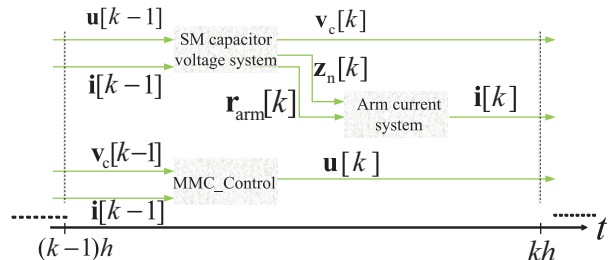 u[k−1]
v_c[k]
SM capacitor
voltage system
z_n[k]
i[k−1]
r_arm[k]
i[k]
Arm current
system
v_c[k-1]
u[k]
MMC_Control
i[k−1]
t
(k−1)h
kh